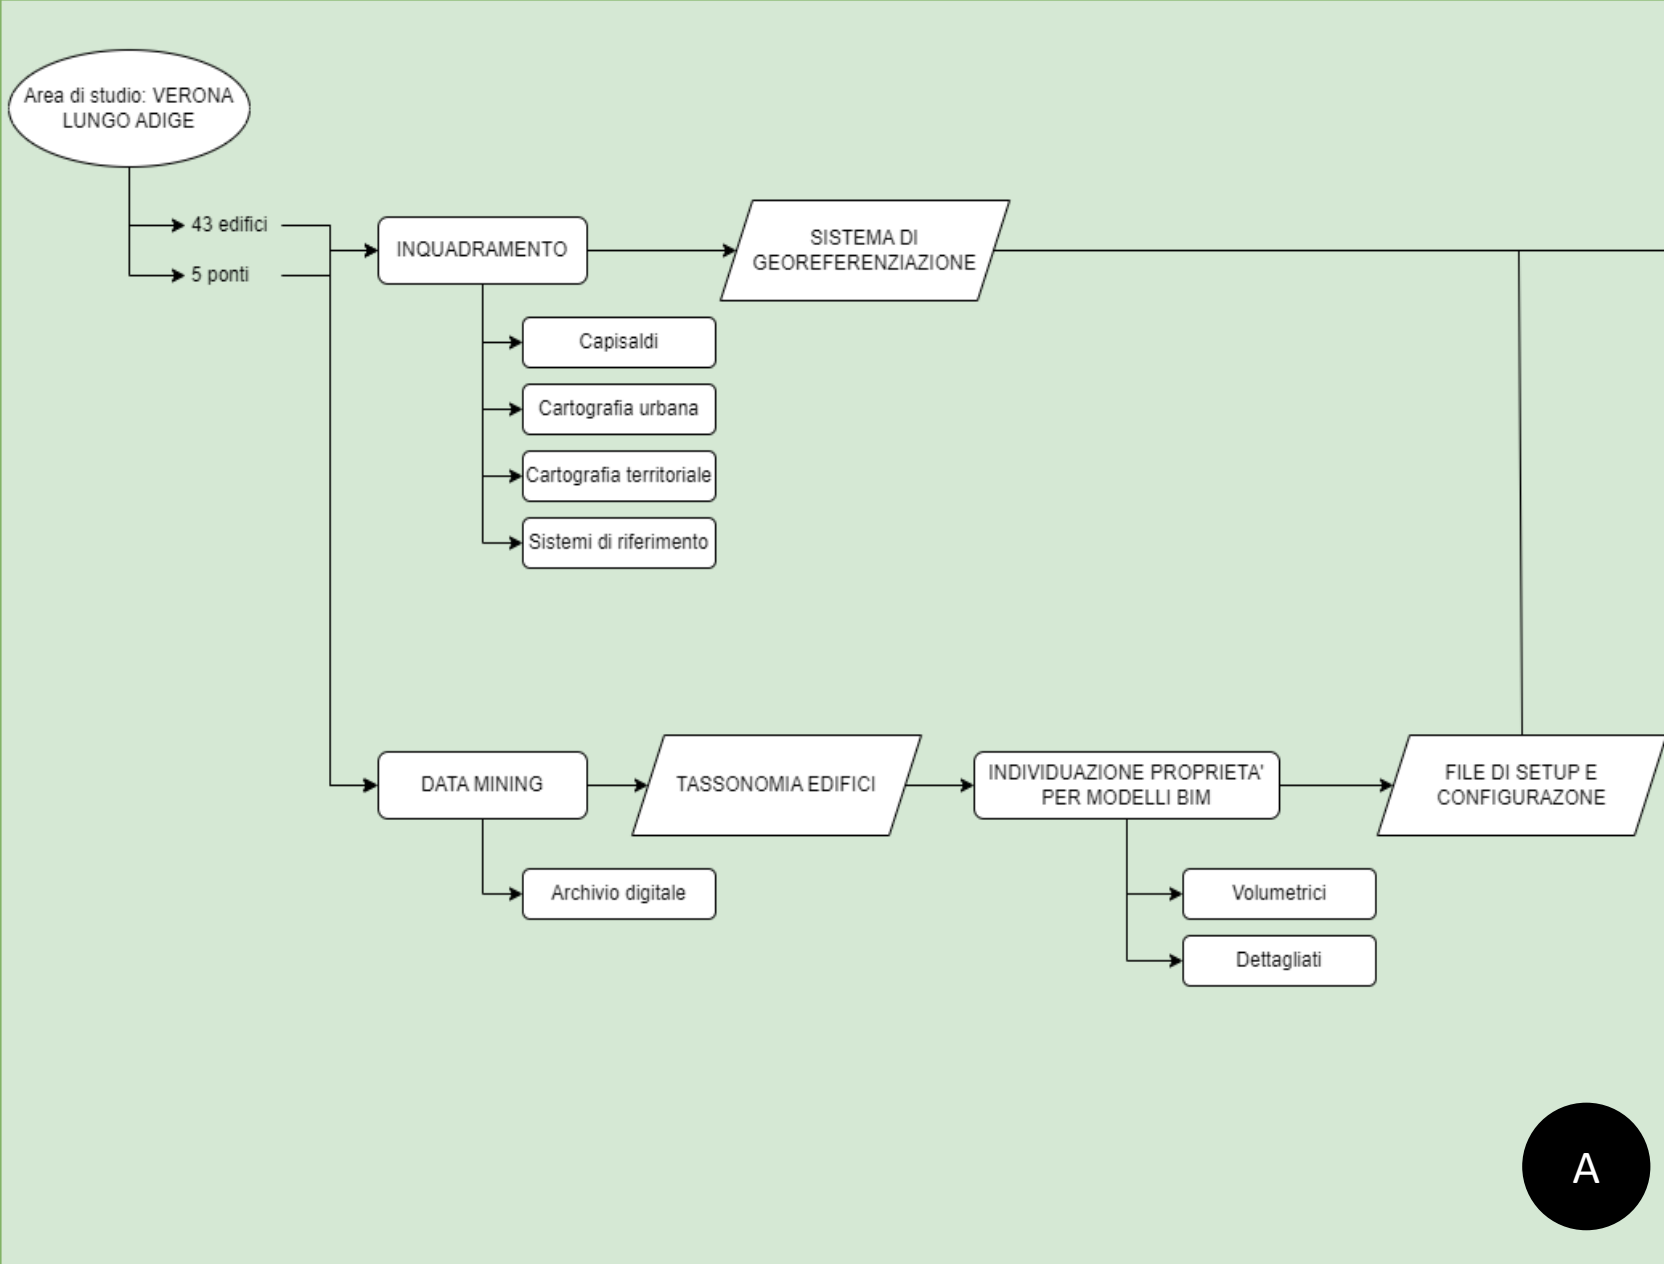 Area di studio: VERONA
LUNGO ADIGE
43 edifici
5 ponti
INQUADRAMENTO
SISTEMA DI
GEOREFERENZIAZIONE
Capisaldi
Cartografia urbana
Cartografia territoriale
Sistemi di riferimento
DATA MINING
TASSONOMIA EDIFICI
INDIVIDUAZIONE PROPRIETA'
PER MODELLI BIM
FILE DI SETUP E
CONFIGURAZONE
Archivio digitale
Volumetrici
Dettagliati
A